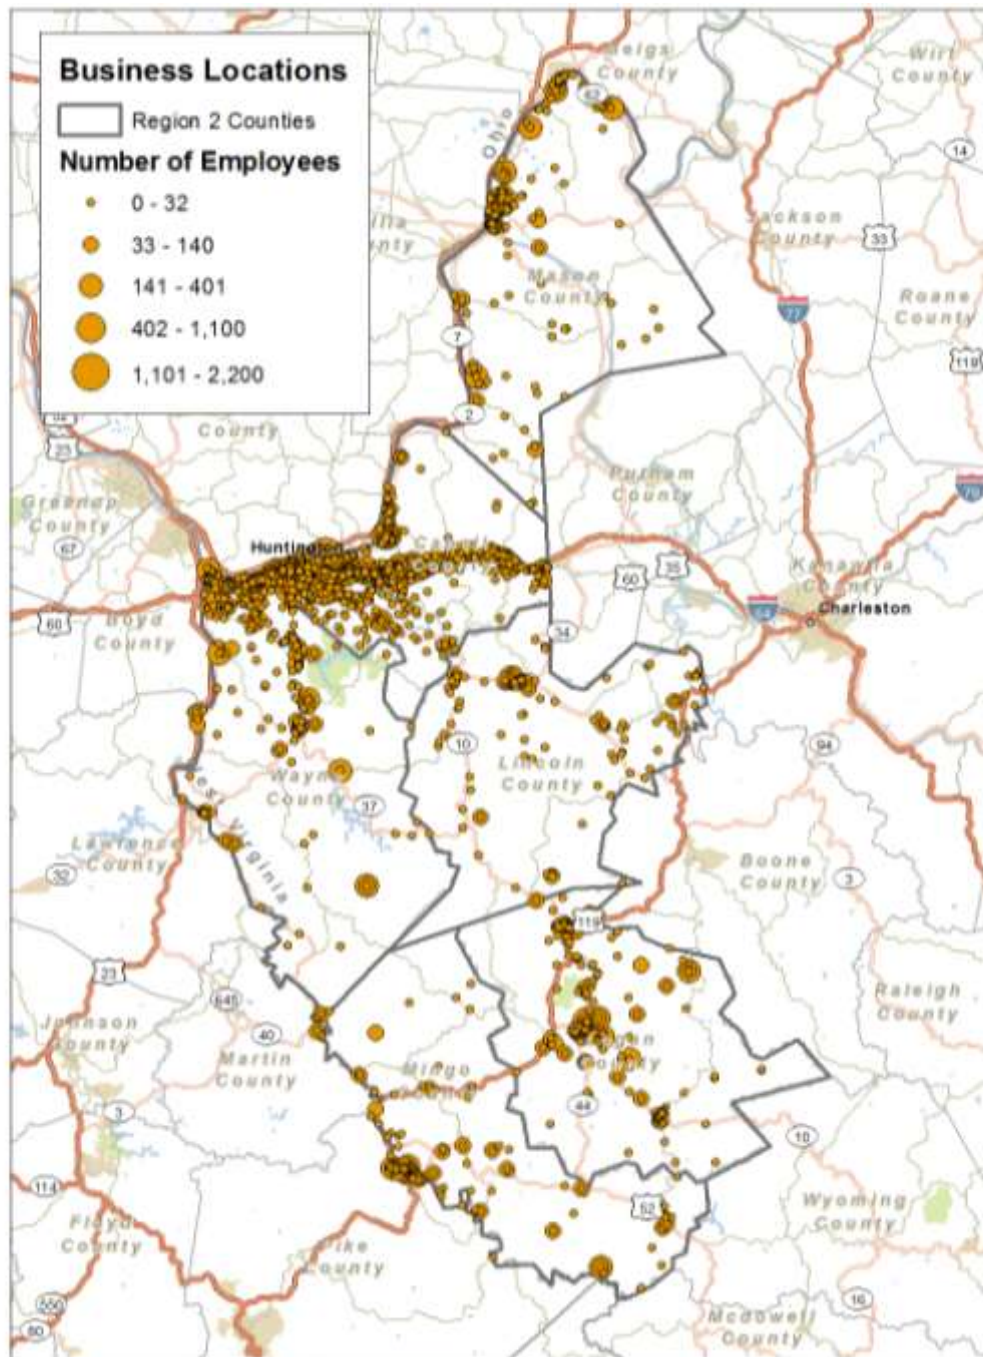 Business Locations
Region 2 Counties
Number of Employees
0 - 32
33 - 140
141 - 401
402 - 1,100
1,101 - 2,200
Meigs
County
62
Wirt
County
14
Ohio
Jackson
County
33
County
Mason
County
77
Roane
County
119
7
2
23
County
Putnam
County
79
Greenup
County
67
Huntington
County
35
60
Kanawha
County
64
Charleston
60
Boyd
County
34
10
94
Lincoln
County
Wayne
County
37
West Virginia
Lawrence
County
32
Boone
County
3
119
23
645
Johnson
County
40
Martin
County
Raleigh
County
Logan
County
Mingo
3
44
10
114
52
Wyoming
County
Floyd
County
Pike
County
550
80
16
Mcdowell
County